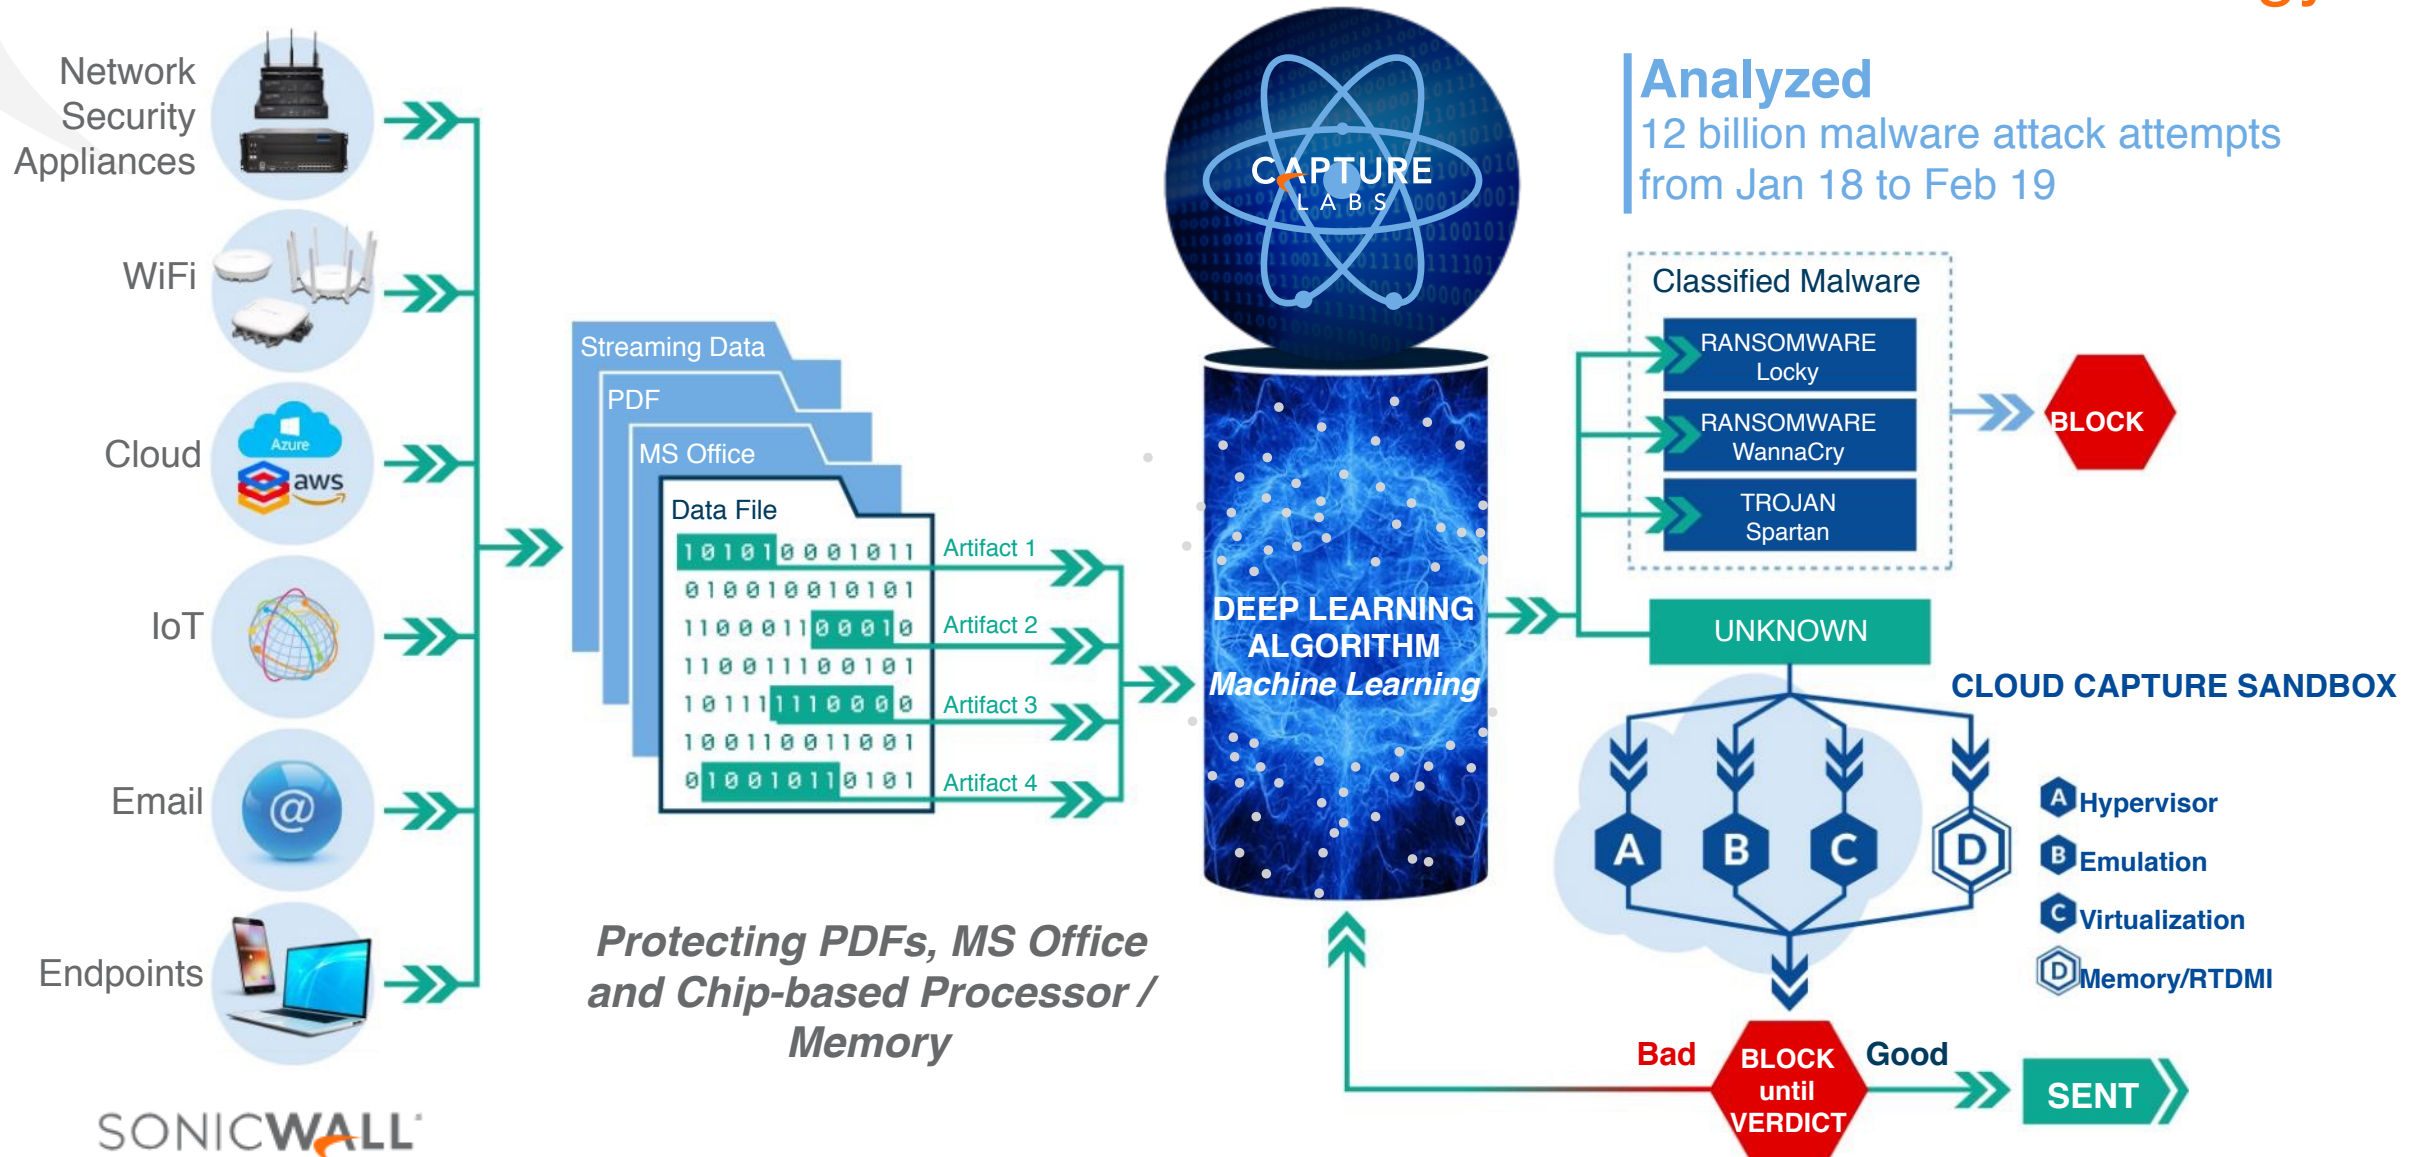 Network
Security
Appliances
WiFi
Cloud
Azure
aws
IoT
Email
@
Endpoints
SONICWALL
Streaming Data
PDF
MS Office
Data File
101010001011
010010010101
110001100010
110011100101
101111110000
100110011001
010010110101
Artifact 1
Artifact 2
Artifact 3
Artifact 4
Protecting PDFs, MS Office
and Chip-based Processor /
Memory
CAPTURE
LABS
DEEP LEARNING
ALGORITHM
Machine Learning
Analyzed
12 billion malware attack attempts
from Jan 18 to Feb 19
Classified Malware
RANSOMWARE
Locky
RANSOMWARE
WannaCry
TROJAN
Spartan
BLOCK
UNKNOWN
CLOUD CAPTURE SANDBOX
A
B
C
D
A Hypervisor
B Emulation
C Virtualization
D Memory/RTDMI
Bad
BLOCK
until
VERDICT
Good
SENT